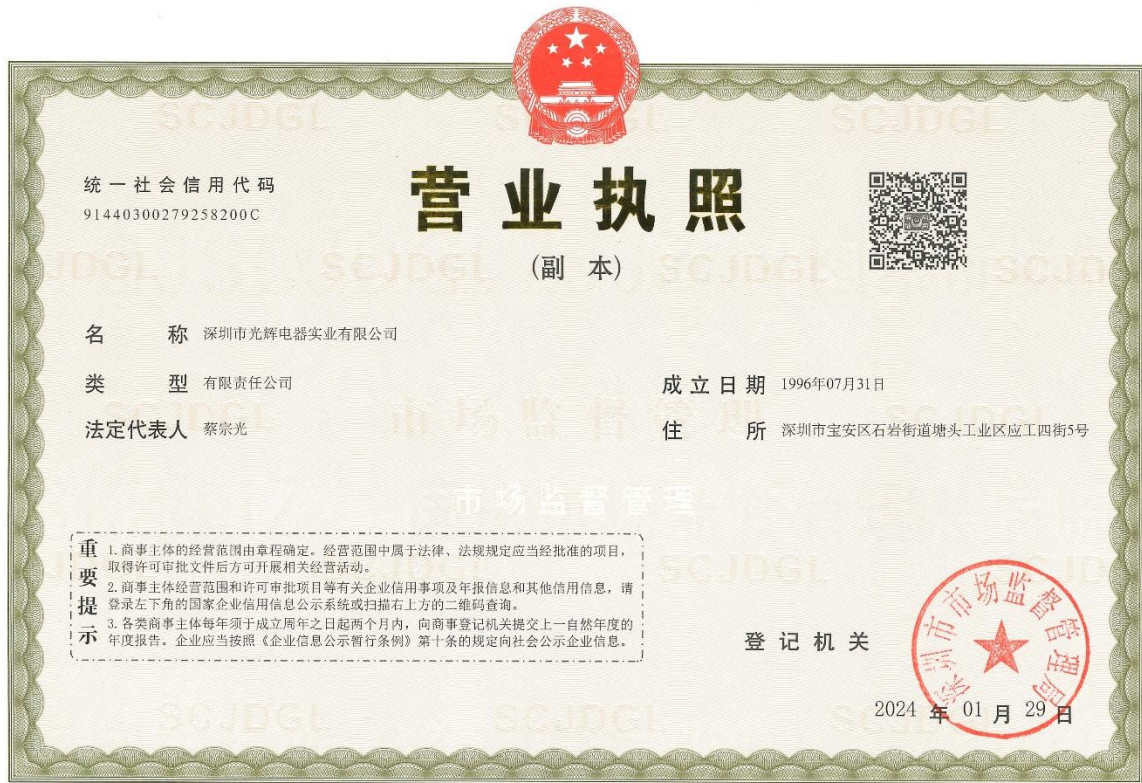 统一社会信用代码
91440300279258200C
营业执照
(副 本)
名 称 深圳市光辉电器实业有限公司
类 型 有限责任公司
成立日期 1996年07月31日
法定代表人 蔡宗光
住 所 深圳市宝安区石岩街道塘头工业区应工四街5号
市场监督管理
市场监督管理
重要提示
1. 商事主体的经营范围由章程确定。经营范围中属于法律、法规规定应当经批准的项目，
取得许可审批文件后方可开展相关经营活动。
2. 商事主体经营范围和许可审批项目等有关企业信用事项及年报信息和其他信用信息，请
登录左下角的国家企业信用信息公示系统或扫描右上方的二维码查询。
3. 各类商事主体每年须于成立周年之日起两个月内，向商事登记机关提交上一自然年度的
年度报告。企业应当按照《企业信息公示暂行条例》第十条的规定向社会公示企业信息。
登记机关
深圳市市场监督管理局
2024 年 01 月 29 日
SCJDGL